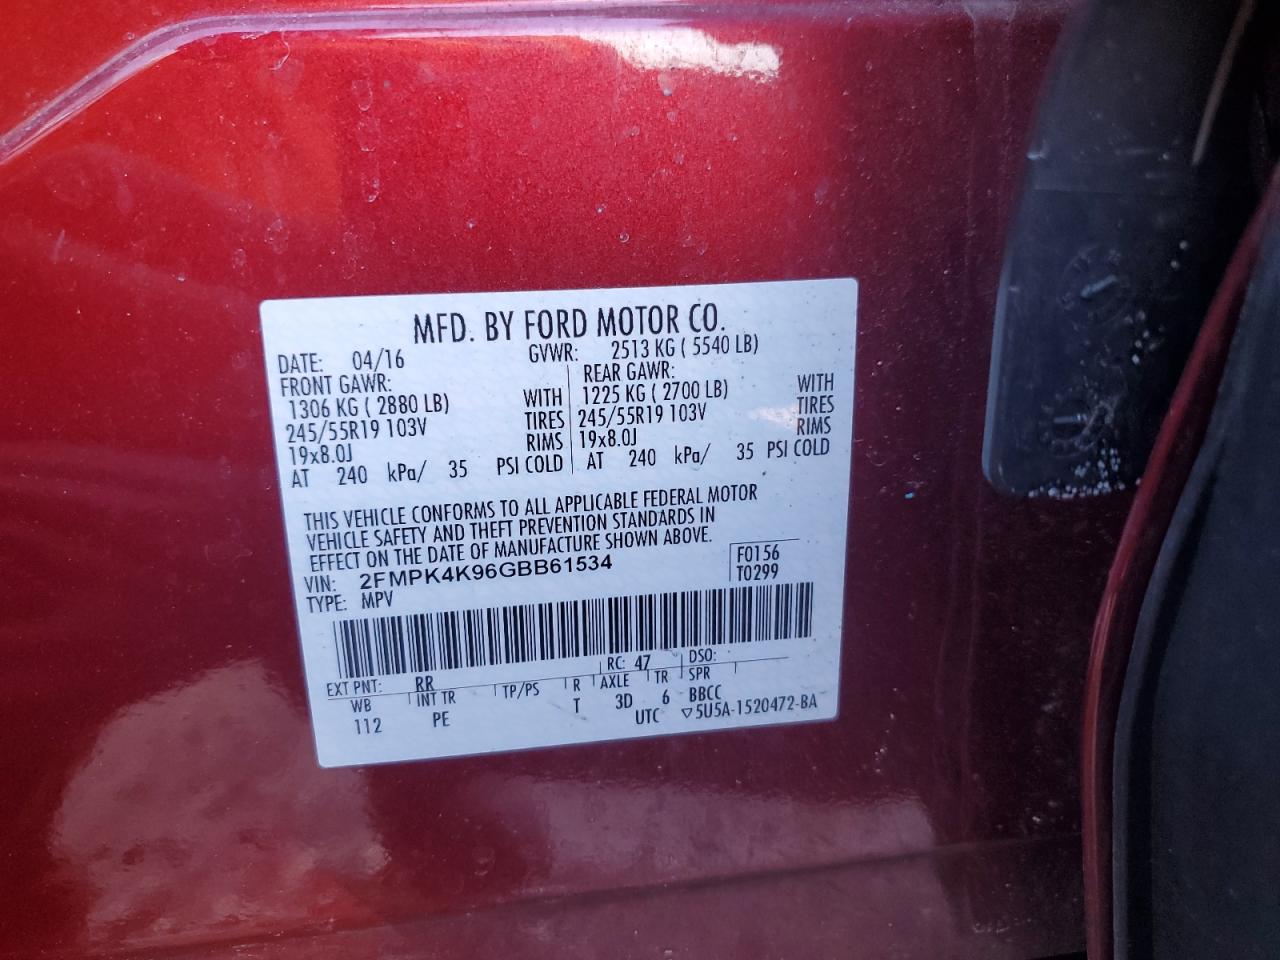 MFD. BY FORD MOTOR CO.
DATE: 04/16 GVWR: 2513 KG ( 5540 LB)
FRONT GAWR: REAR GAWR:
1306 KG ( 2880 LB) WITH 1225 KG ( 2700 LB) WITH
245/55R19 103V TIRES 245/55R19 103V TIRES
19x8.0J RIMS 19x8.0J RIMS
AT 240 kPa/ 35 PSI COLD AT 240 kPa/ 35 PSI COLD
THIS VEHICLE CONFORMS TO ALL APPLICABLE FEDERAL MOTOR
VEHICLE SAFETY AND THEFT PREVENTION STANDARDS IN
EFFECT ON THE DATE OF MANUFACTURE SHOWN ABOVE.
VIN: 2FMPK4K96GBB61534 F0156
TYPE: MPV T0299
EXT PNT: RR RC: 47 DSO:
WB INT TR TP/PS R AXLE TR SPR
112 PE T 3D 6 BBCC
UTC ▽5U5A-1520472-BA